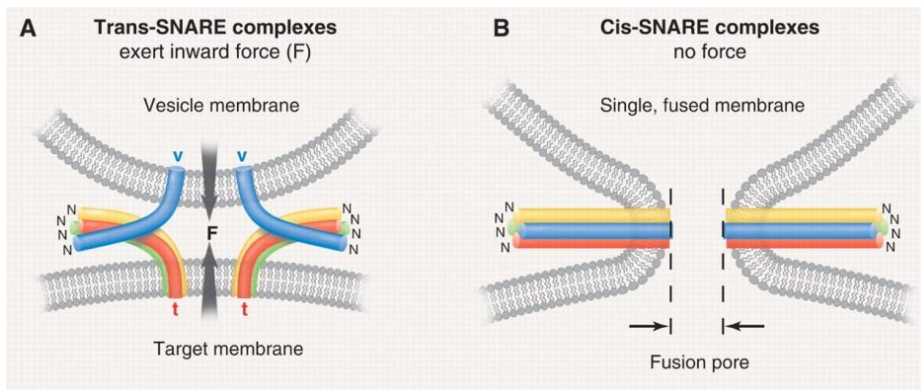 A
Trans-SNARE complexes
exert inward force (F)
Vesicle membrane
v
v
N
N
N
N
F
N
N
N
N
t
t
Target membrane
B
Cis-SNARE complexes
no force
Single, fused membrane
N
N
N
N
N
N
N
N
Fusion pore